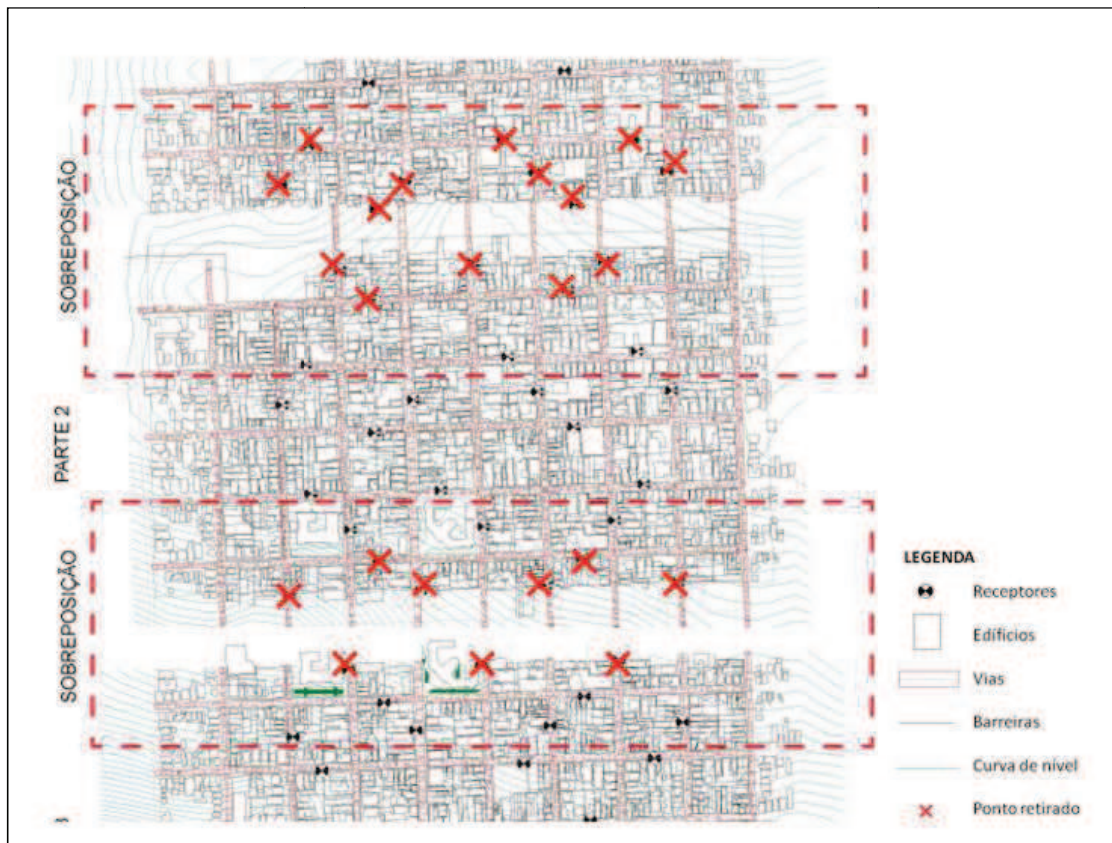 SOBREPOSIÇÃO
PARTE 2
SOBREPOSIÇÃO
LEGENDA
Receptores
Edifícios
Vias
Barreiras
Curva de nível
Ponto retirado